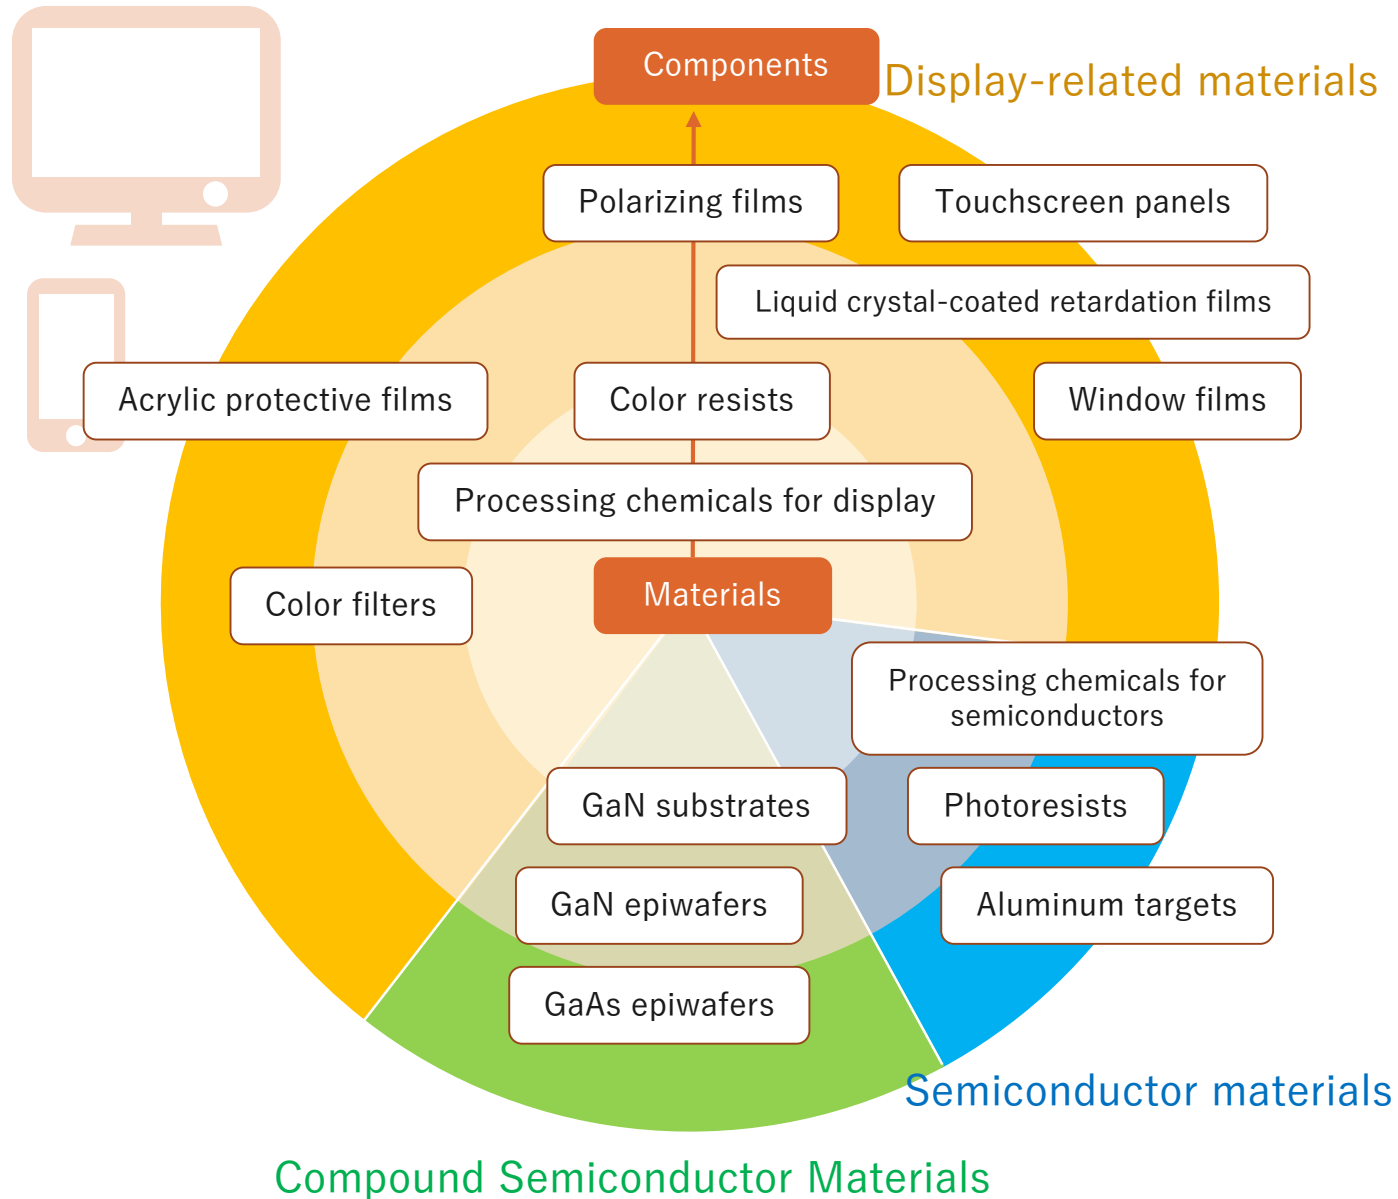 Components
Display-related materials
Polarizing films
Touchscreen panels
Liquid crystal-coated retardation films
Acrylic protective films
Color resists
Window films
Processing chemicals for display
Color filters
Materials
Processing chemicals for
semiconductors
GaN substrates
Photoresists
GaN epiwafers
Aluminum targets
GaAs epiwafers
Semiconductor materials
Compound Semiconductor Materials